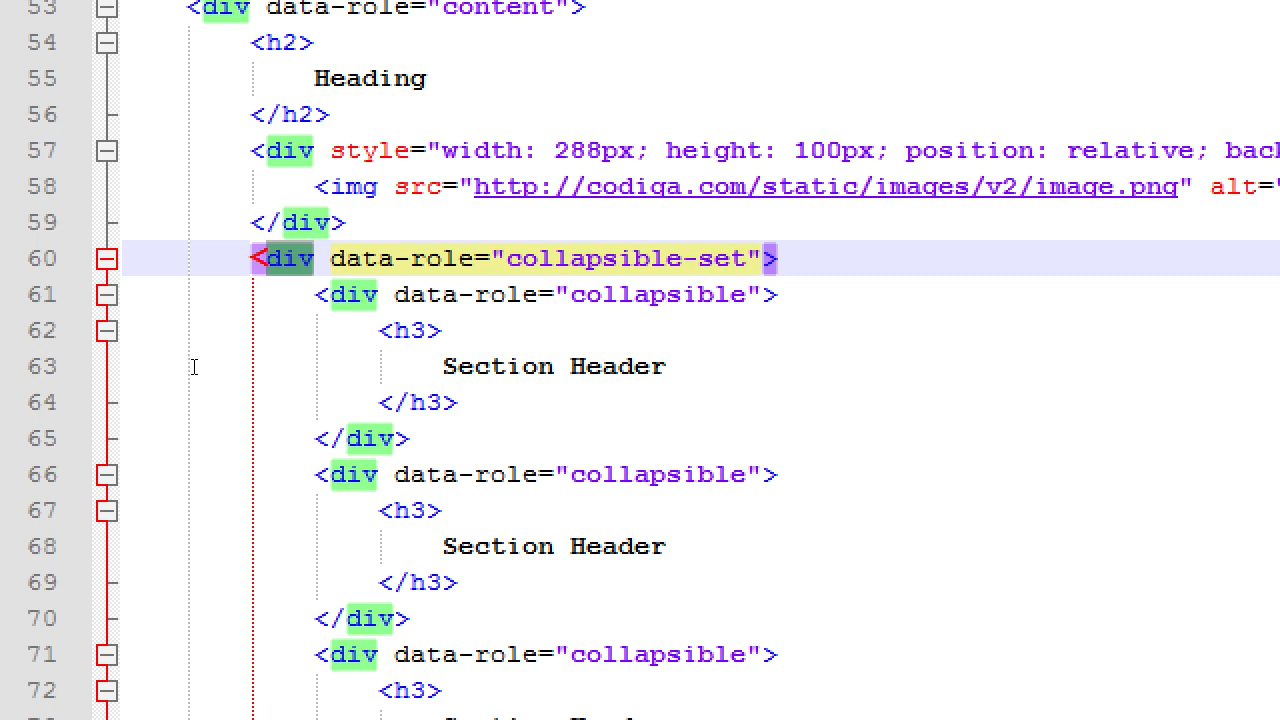 53 <div data-role="content">
54 <h2>
55 Heading
56 </h2>
57 <div style="width: 288px; height: 100px; position: relative; back
58 <img src="http://codiqa.com/static/images/v2/image.png" alt="
59 </div>
60 <div data-role="collapsible-set">
61 <div data-role="collapsible">
62 <h3>
63 Section Header
64 </h3>
65 </div>
66 <div data-role="collapsible">
67 <h3>
68 Section Header
69 </h3>
70 </div>
71 <div data-role="collapsible">
72 <h3>